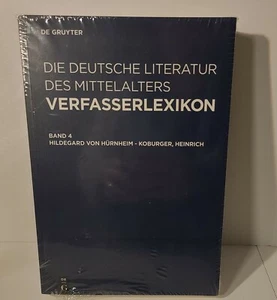 DE GRUYTER
DIE DEUTSCHE LITERATUR
DES MITTELALTERS
VERFASSERLEXIKON
BAND 4
HILDEGARD VON HÜRNHEIM - KOBURGER, HEINRICH